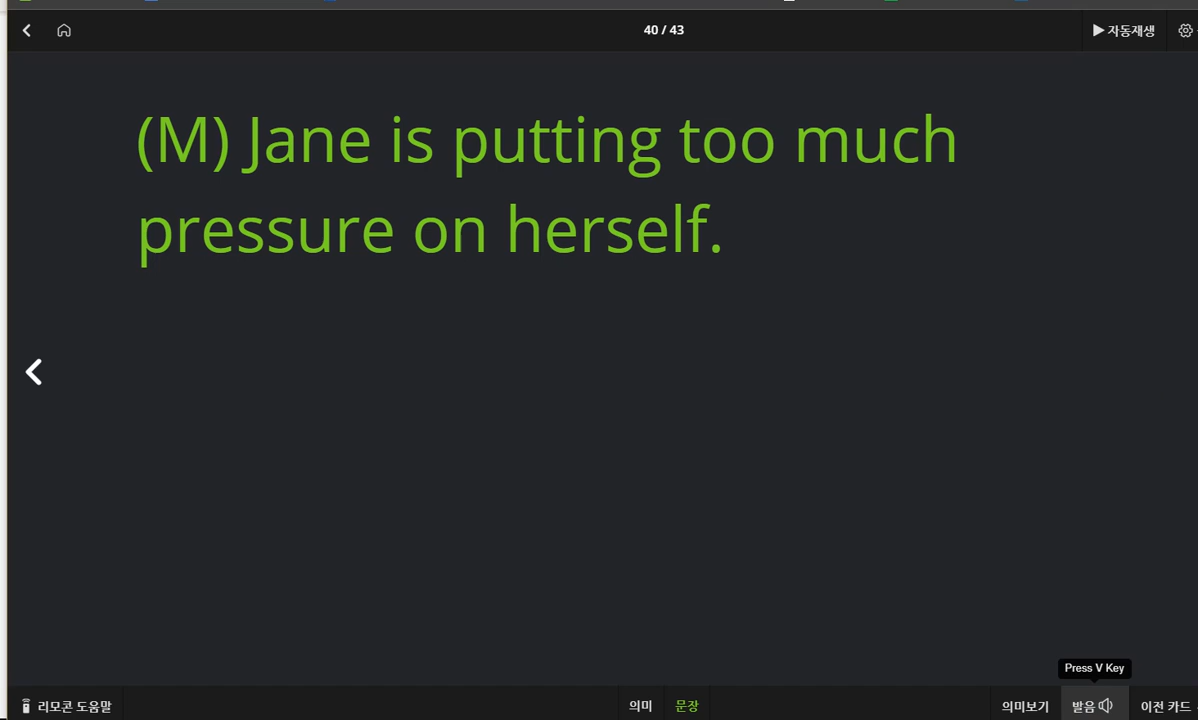 40 / 43
▶ 자동재생
(M) Jane is putting too much
pressure on herself.
Press V Key
리모콘 도움말
의미
문장
의미보기
발음
이전 카드